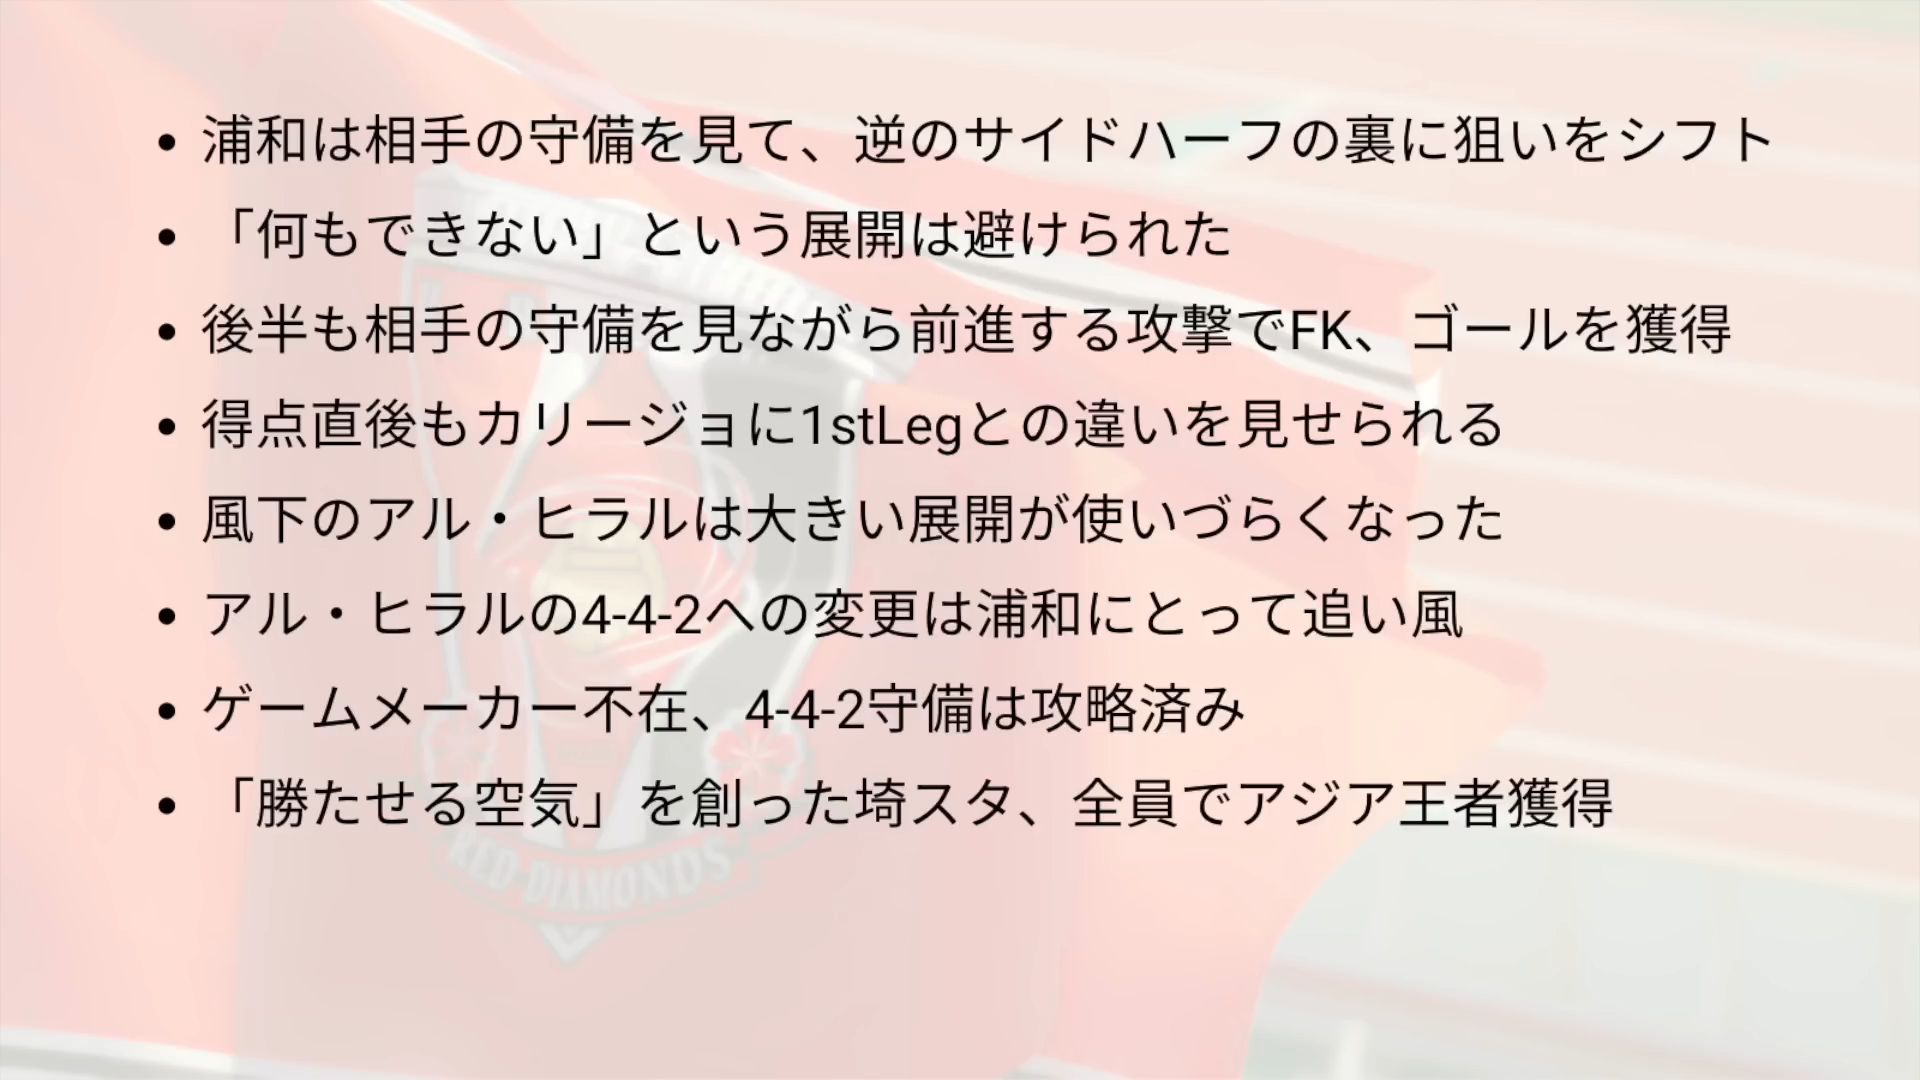 • 浦和は相手の守備を見て、逆のサイドハーフの裏に狙いをシフト
• 「何もできない」という展開は避けられた
• 後半も相手の守備を見ながら前進する攻撃でFK、ゴールを獲得
• 得点直後もカリージョに1stLegとの違いを見せられる
• 風下のアル・ヒラルは大きい展開が使いづらくなった
• アル・ヒラルの4-4-2への変更は浦和にとって追い風
• ゲームメーカー不在、4-4-2守備は攻略済み
• 「勝たせる空気」を創った埼スタ、全員でアジア王者獲得
RED DIAMONDS